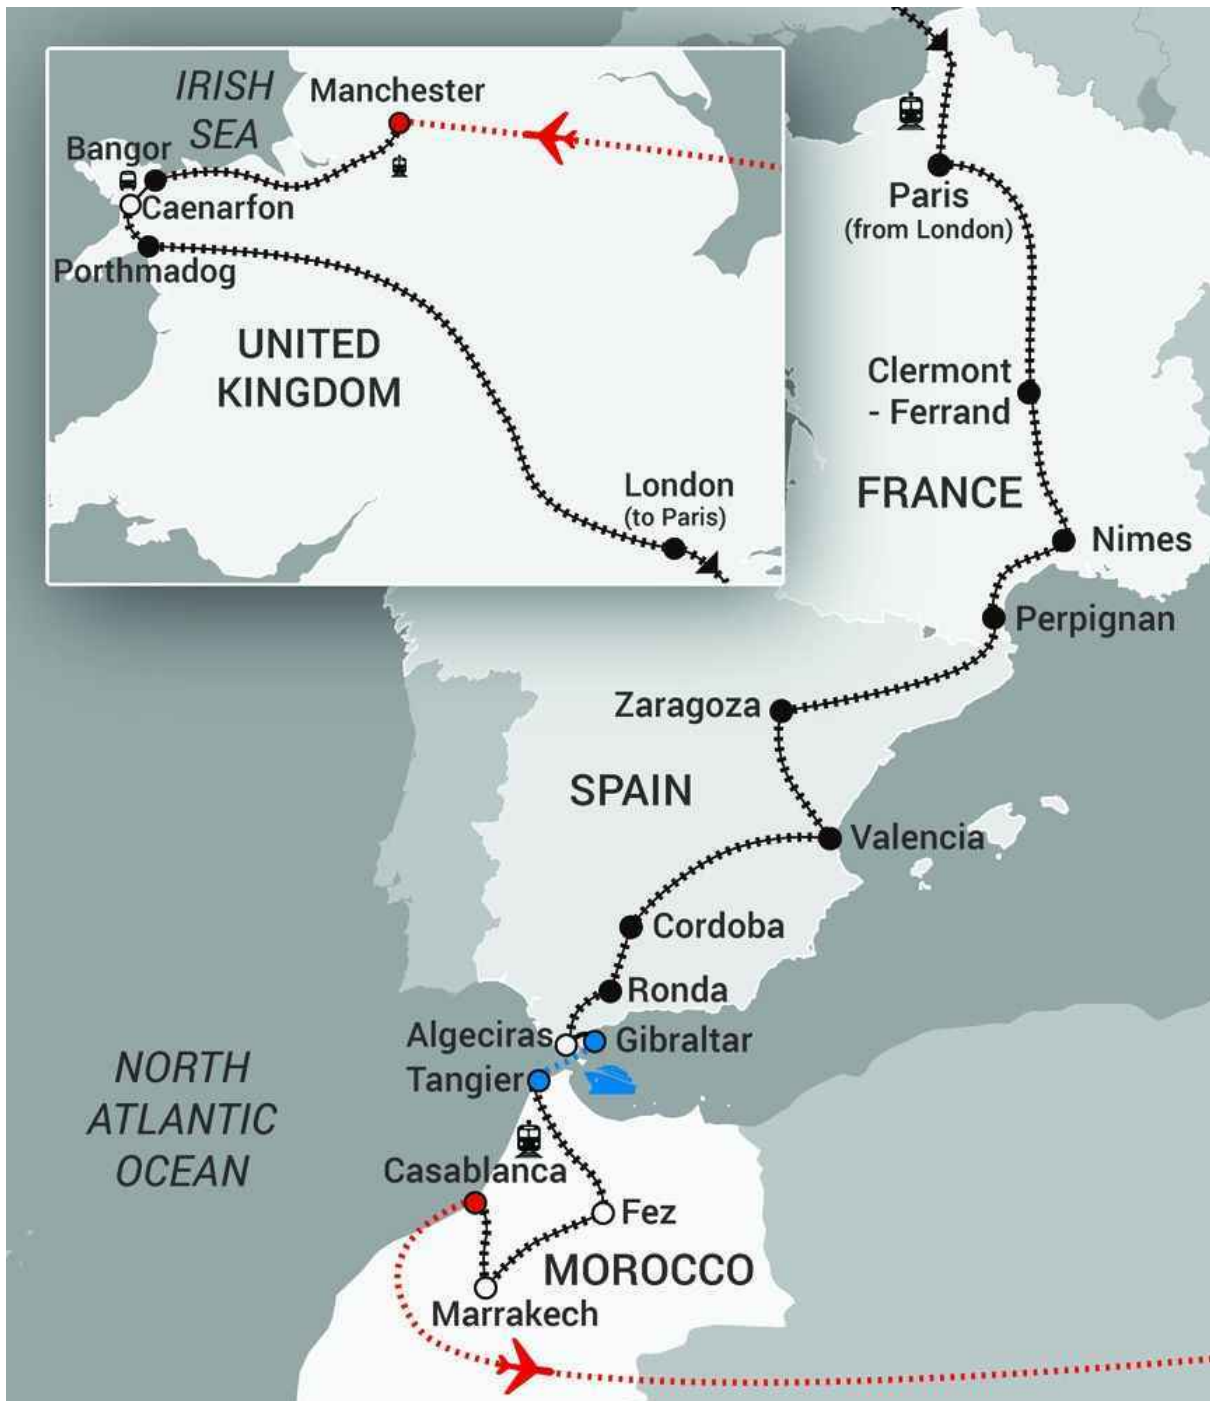 IRISH
SEA
Manchester
Bangor
Caenarfon
Porthmadog
UNITED
KINGDOM
London
(to Paris)
Paris
(from London)
Clermont
- Ferrand
FRANCE
Nimes
Perpignan
Zaragoza
SPAIN
Valencia
Cordoba
Ronda
Algeciras
Gibraltar
Tangier
NORTH
ATLANTIC
OCEAN
Casablanca
Fez
MOROCCO
Marrakech